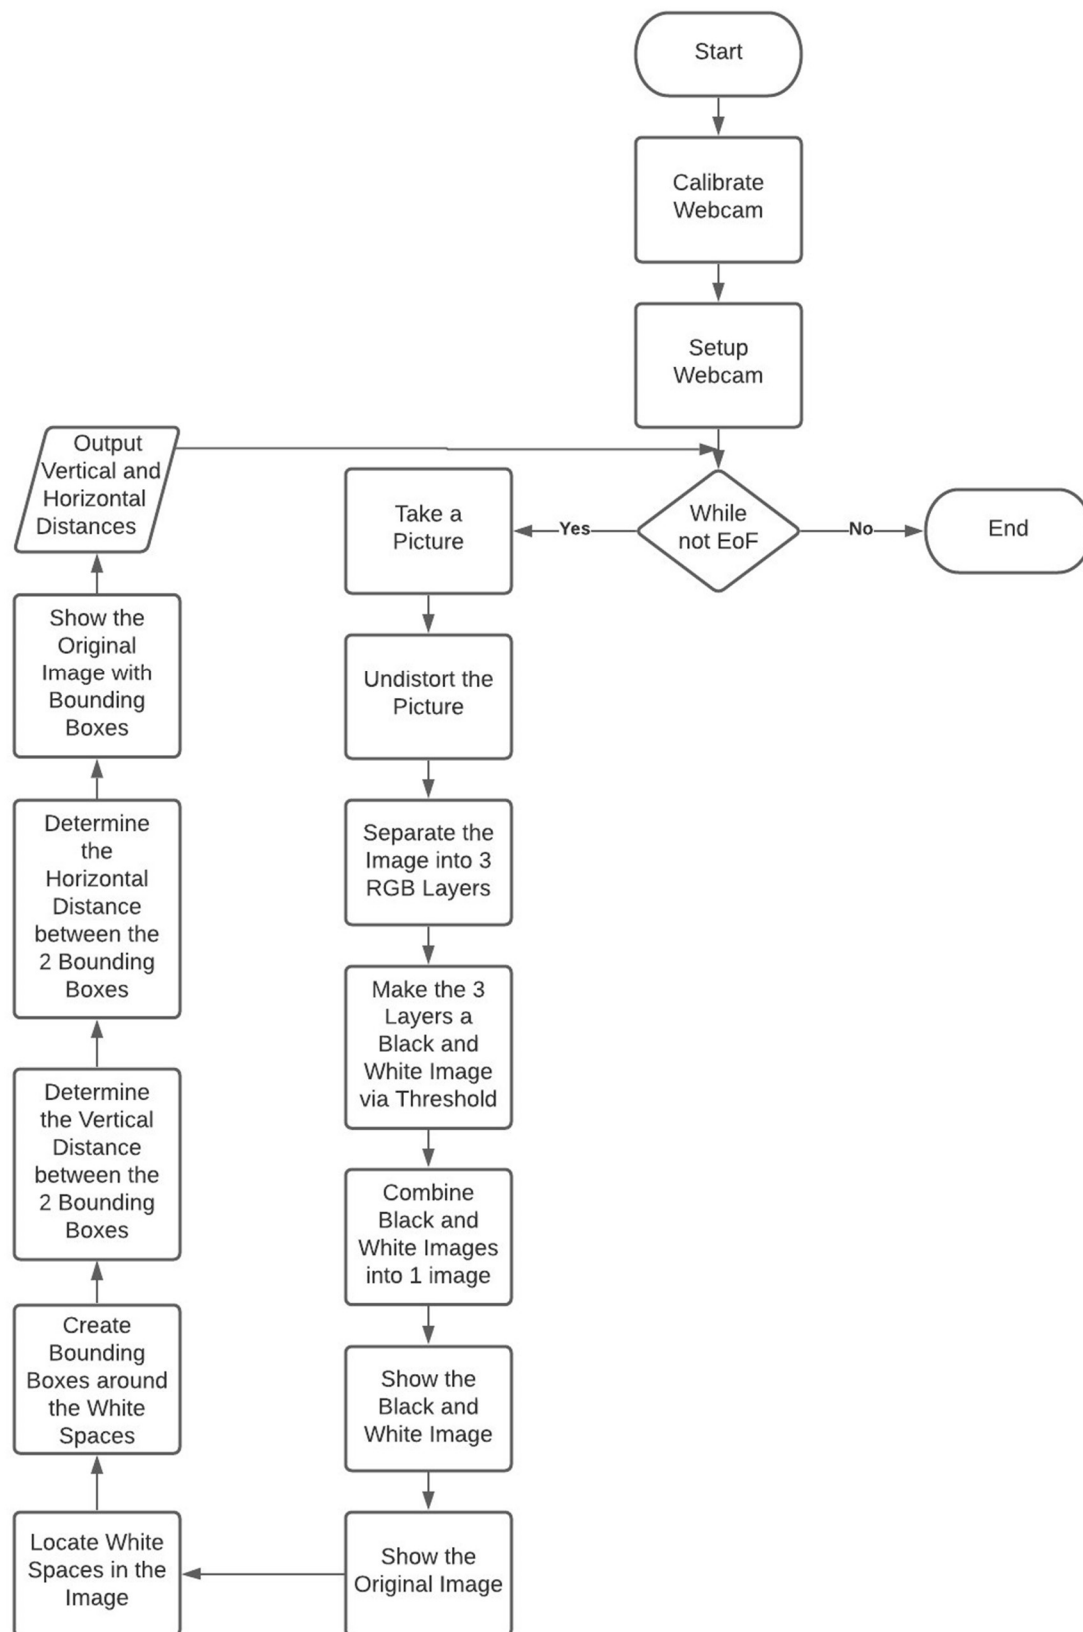 Start
Calibrate
Webcam
Setup
Webcam
While
not EoF
No
End
Yes
Take a
Picture
Undistort the
Picture
Separate the
Image into 3
RGB Layers
Make the 3
Layers a
Black and
White Image
via Threshold
Combine
Black and
White Images
into 1 image
Show the
Black and
White Image
Show the
Original Image
Locate White
Spaces in the
Image
Create
Bounding
Boxes around
the White
Spaces
Determine
the Vertical
Distance
between the
2 Bounding
Boxes
Determine
the
Horizontal
Distance
between the
2 Bounding
Boxes
Show the
Original
Image with
Bounding
Boxes
Output
Vertical and
Horizontal
Distances